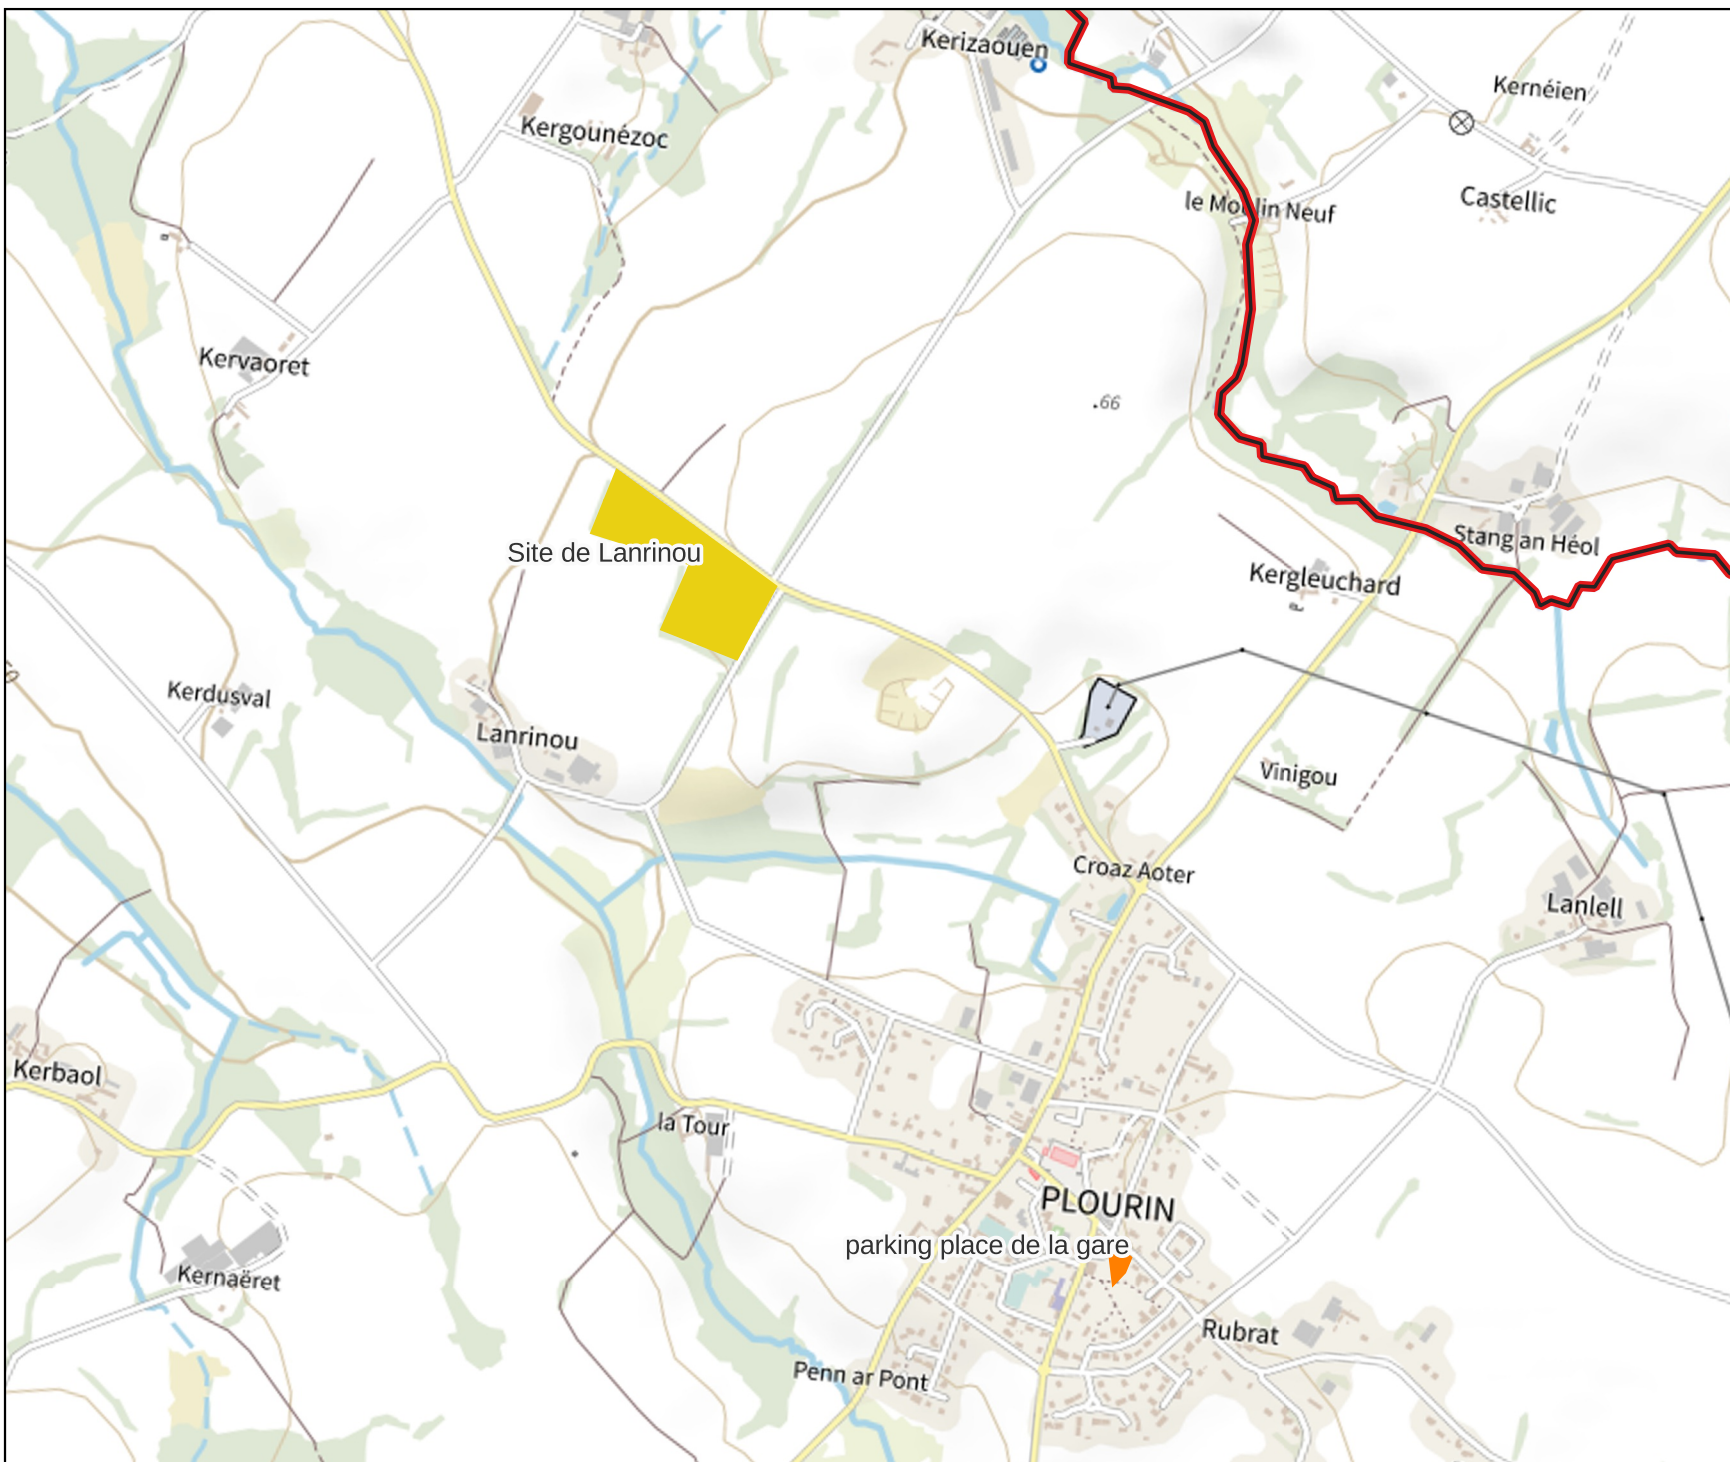 Kerizaouen
Kernéien
Kergounézoc
Castellic
le Moulin Neuf
Kervaoret
.66
Stang an Héol
Site de Lanrinou
Kergleuchard
Kerdusval
Lanrinou
Vinigou
Croaz Aoter
Lanlell
Kerbaol
la Tour
PLOURIN
parking place de la gare
Kernaëret
Rubrat
Penn ar Pont